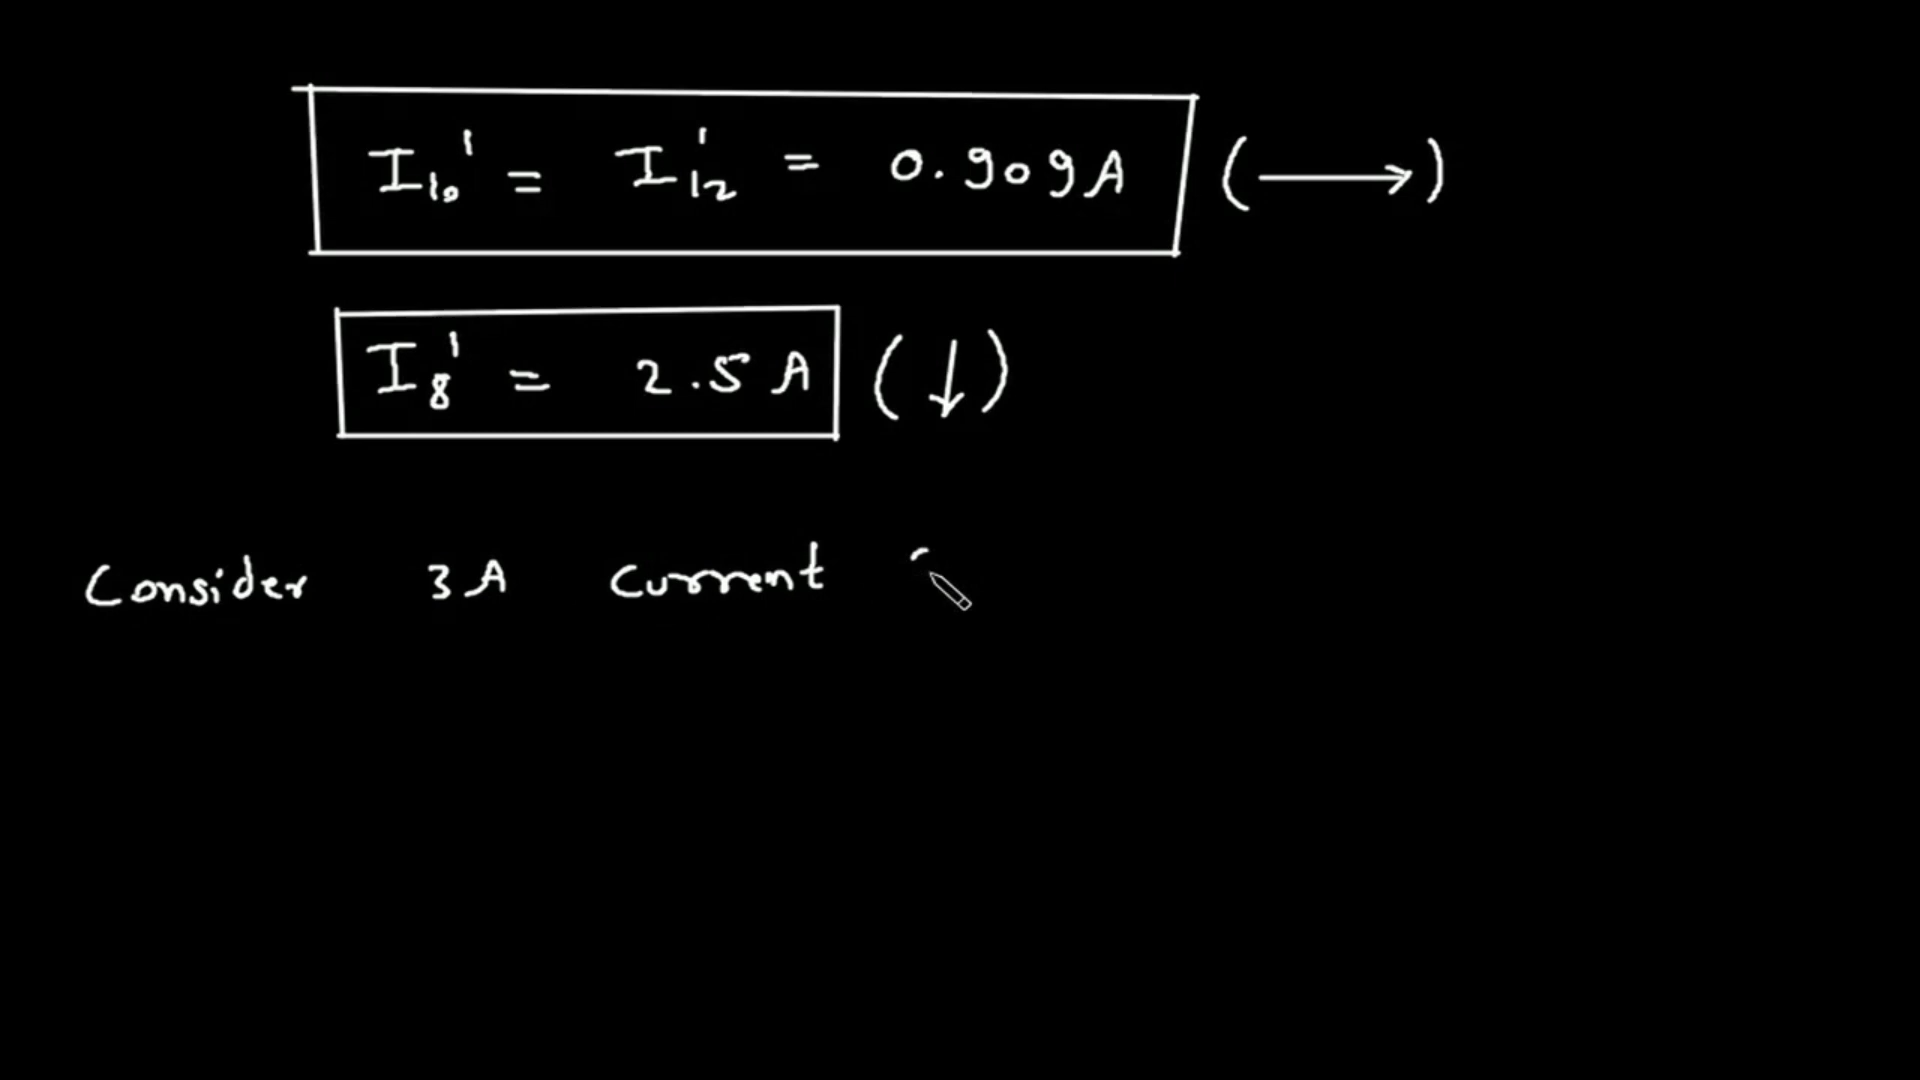 I₁₀' = I₁₂' = 0.909A (⟶)
I₈' = 2.5 A (↓)
Consider 3A Current